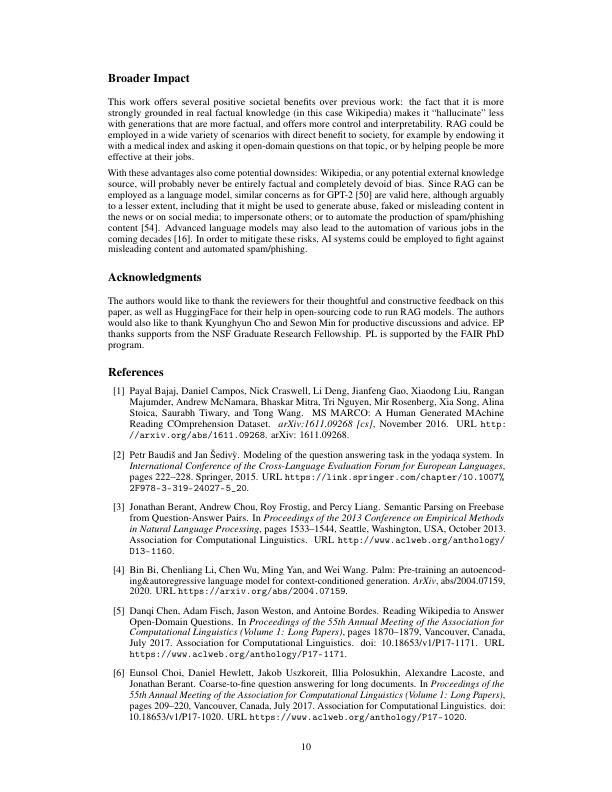 Broader Impact
This work offers several positive societal benefits over previous work: the fact that it is more
strongly grounded in real factual knowledge (in this case Wikipedia) makes it “hallucinate” less
with generations that are more factual, and offers more control and interpretability. RAG could be
employed in a wide variety of scenarios with direct benefit to society, for example by endowing it
with a medical index and asking it open-domain questions on that topic, or by helping people be more
effective at their jobs.
With these advantages also come potential downsides: Wikipedia, or any potential external knowledge
source, will probably never be entirely factual and completely devoid of bias. Since RAG can be
employed as a language model, similar concerns as for GPT-2 [50] are valid here, although arguably
to a lesser extent, including that it might be used to generate abuse, faked or misleading content in
the news or on social media; to impersonate others; or to automate the production of spam/phishing
content [54]. Advanced language models may also lead to the automation of various jobs in the
coming decades [16]. In order to mitigate these risks, AI systems could be employed to fight against
misleading content and automated spam/phishing.
Acknowledgments
The authors would like to thank the reviewers for their thoughtful and constructive feedback on this
paper, as well as HuggingFace for their help in open-sourcing code to run RAG models. The authors
would also like to thank Kyunghyun Cho and Sewon Min for productive discussions and advice. EP
thanks supports from the NSF Graduate Research Fellowship. PL is supported by the FAIR PhD
program.
References
[1] Payal Bajaj, Daniel Campos, Nick Craswell, Li Deng, Jianfeng Gao, Xiaodong Liu, Rangan
Majumder, Andrew McNamara, Bhaskar Mitra, Tri Nguyen, Mir Rosenberg, Xia Song, Alina
Stoica, Saurabh Tiwary, and Tong Wang. MS MARCO: A Human Generated MAchine
Reading COmprehension Dataset. arXiv:1611.09268 [cs], November 2016. URL http:
//arxiv.org/abs/1611.09268. arXiv: 1611.09268.
[2] Petr Baudiš and Jan Šedivý. Modeling of the question answering task in the yodaqa system. In
International Conference of the Cross-Language Evaluation Forum for European Languages,
pages 222–228. Springer, 2015. URL https://link.springer.com/chapter/10.1007%
2F978-3-319-24027-5_20.
[3] Jonathan Berant, Andrew Chou, Roy Frostig, and Percy Liang. Semantic Parsing on Freebase
from Question-Answer Pairs. In Proceedings of the 2013 Conference on Empirical Methods
in Natural Language Processing, pages 1533–1544, Seattle, Washington, USA, October 2013.
Association for Computational Linguistics. URL http://www.aclweb.org/anthology/
D13-1160.
[4] Bin Bi, Chenliang Li, Chen Wu, Ming Yan, and Wei Wang. Palm: Pre-training an autoencod-
ing&autoregressive language model for context-conditioned generation. ArXiv, abs/2004.07159,
2020. URL https://arxiv.org/abs/2004.07159.
[5] Danqi Chen, Adam Fisch, Jason Weston, and Antoine Bordes. Reading Wikipedia to Answer
Open-Domain Questions. In Proceedings of the 55th Annual Meeting of the Association for
Computational Linguistics (Volume 1: Long Papers), pages 1870–1879, Vancouver, Canada,
July 2017. Association for Computational Linguistics. doi: 10.18653/v1/P17-1171. URL
https://www.aclweb.org/anthology/P17-1171.
[6] Eunsol Choi, Daniel Hewlett, Jakob Uszkoreit, Illia Polosukhin, Alexandre Lacoste, and
Jonathan Berant. Coarse-to-fine question answering for long documents. In Proceedings of the
55th Annual Meeting of the Association for Computational Linguistics (Volume 1: Long Papers),
pages 209–220, Vancouver, Canada, July 2017. Association for Computational Linguistics. doi:
10.18653/v1/P17-1020. URL https://www.aclweb.org/anthology/P17-1020.
10